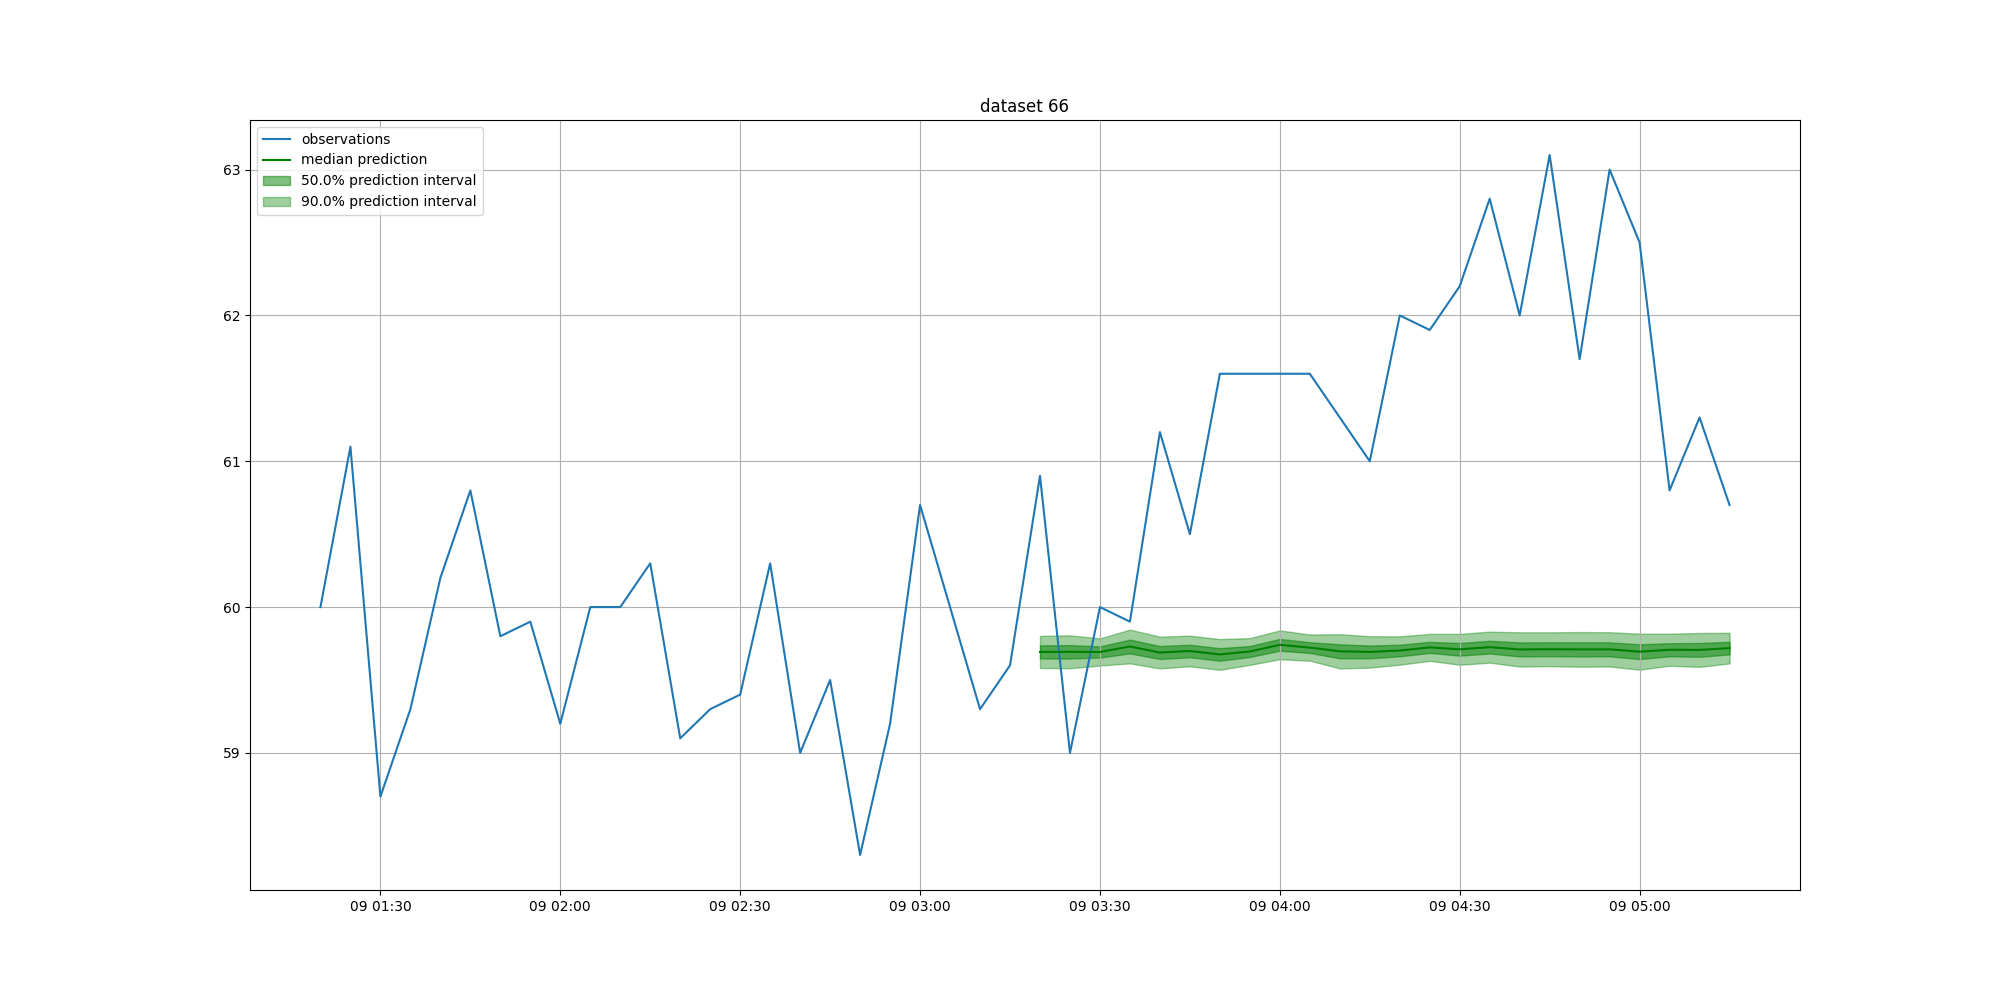 dataset 66
observations
median prediction
50.0% prediction interval
90.0% prediction interval
63
62
61
60
59
09 01:30
09 02:00
09 02:30
09 03:00
09 03:30
09 04:00
09 04:30
09 05:00